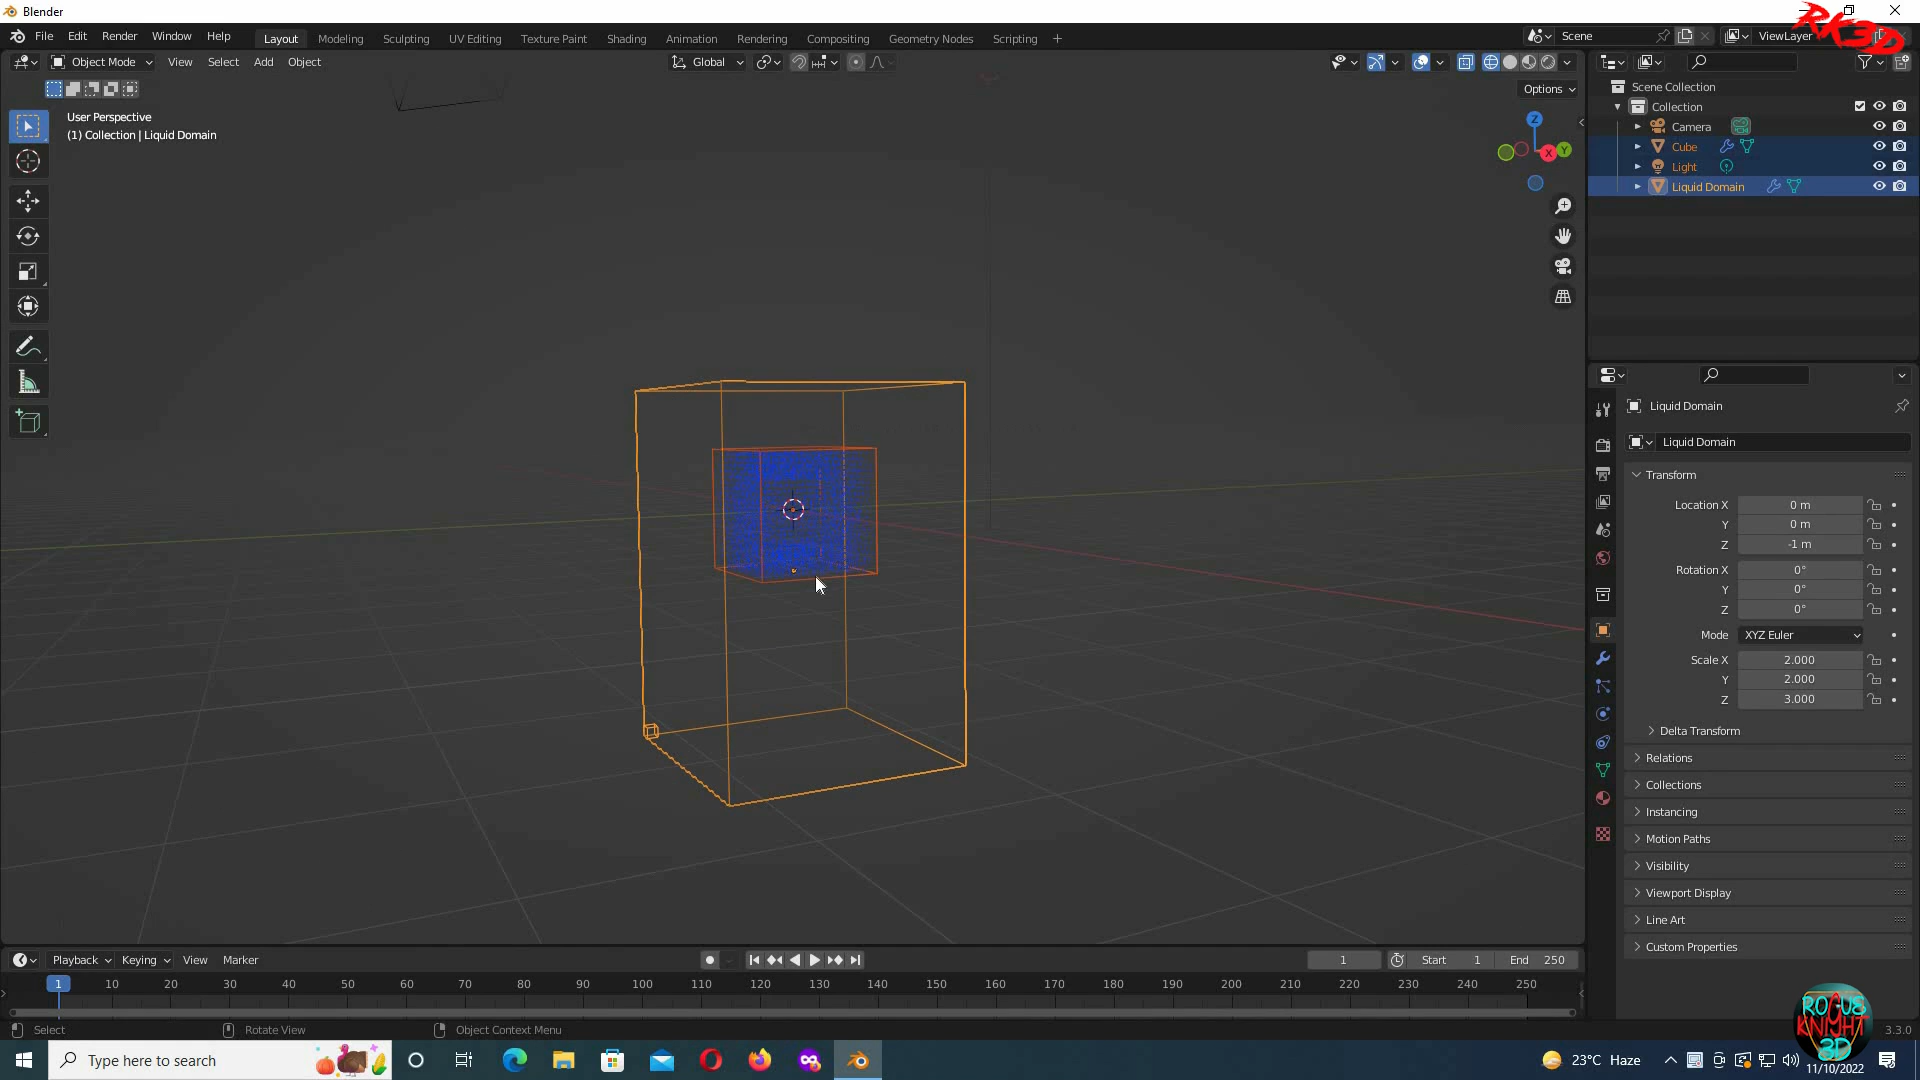 Blender
File Edit Render Window Help Layout Modeling Sculpting UV Editing Texture Paint Shading Animation Rendering Compositing Geometry Nodes Scripting + Scene ViewLayer
RK3D
Object Mode View Select Add Object Global
Options
User Perspective
(1) Collection | Liquid Domain
Z
X
Y
Scene Collection
Collection
Camera
Cube
Light
Liquid Domain
Liquid Domain
Liquid Domain
Transform
Location X 0 m
Y 0 m
Z -1 m
Rotation X 0°
Y 0°
Z 0°
Mode XYZ Euler
Scale X 2.000
Y 2.000
Z 3.000
Delta Transform
Relations
Collections
Instancing
Motion Paths
Visibility
Viewport Display
Line Art
Custom Properties
Playback Keying View Marker 1 Start 1 End 250
1 10 20 30 40 50 60 70 80 90 100 110 120 130 140 150 160 170 180 190 200 210 220 230 240 250
Select Rotate View Object Context Menu 3.3.0
ROGUE
KNIGHT
3D
Type here to search 23°C Haze 11/10/2022